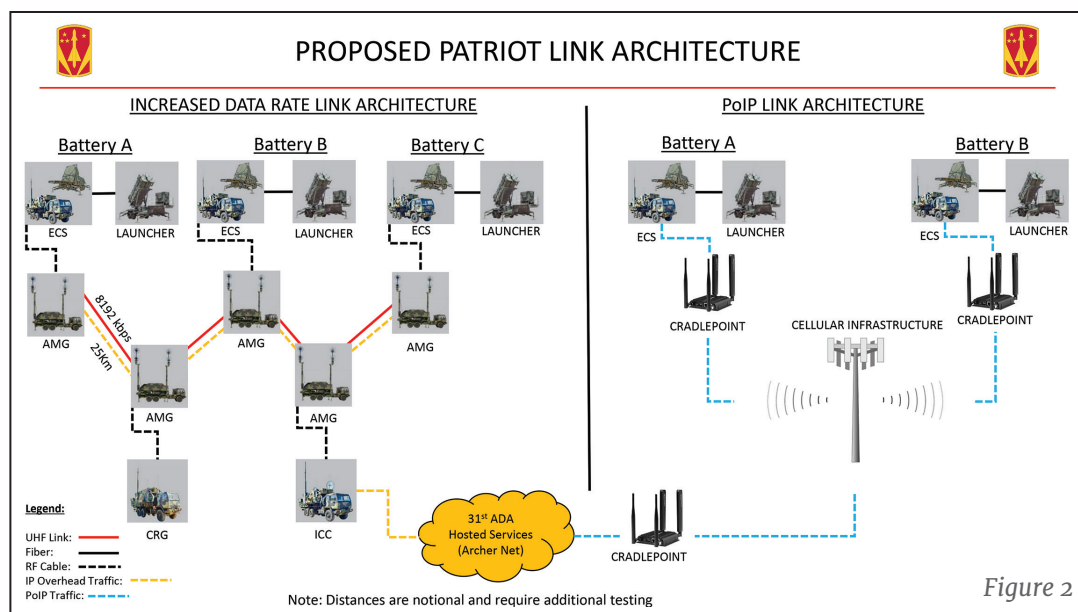 PROPOSED PATRIOT LINK ARCHITECTURE
INCREASED DATA RATE LINK ARCHITECTURE
Battery A
Battery B
Battery C
ECS
LAUNCHER
ECS
LAUNCHER
ECS
LAUNCHER
8192 kbps
25Km
AMG
AMG
AMG
AMG
AMG
CRG
ICC
PoIP LINK ARCHITECTURE
Battery A
Battery B
ECS
LAUNCHER
ECS
LAUNCHER
CRADLEPOINT
CRADLEPOINT
CELLULAR INFRASTRUCTURE
31st ADA
Hosted Services
(Archer Net)
CRADLEPOINT
Legend:
UHF Link:
Fiber:
RF Cable:
IP Overhead Traffic:
PoIP Traffic:
Note: Distances are notional and require additional testing
Figure 2